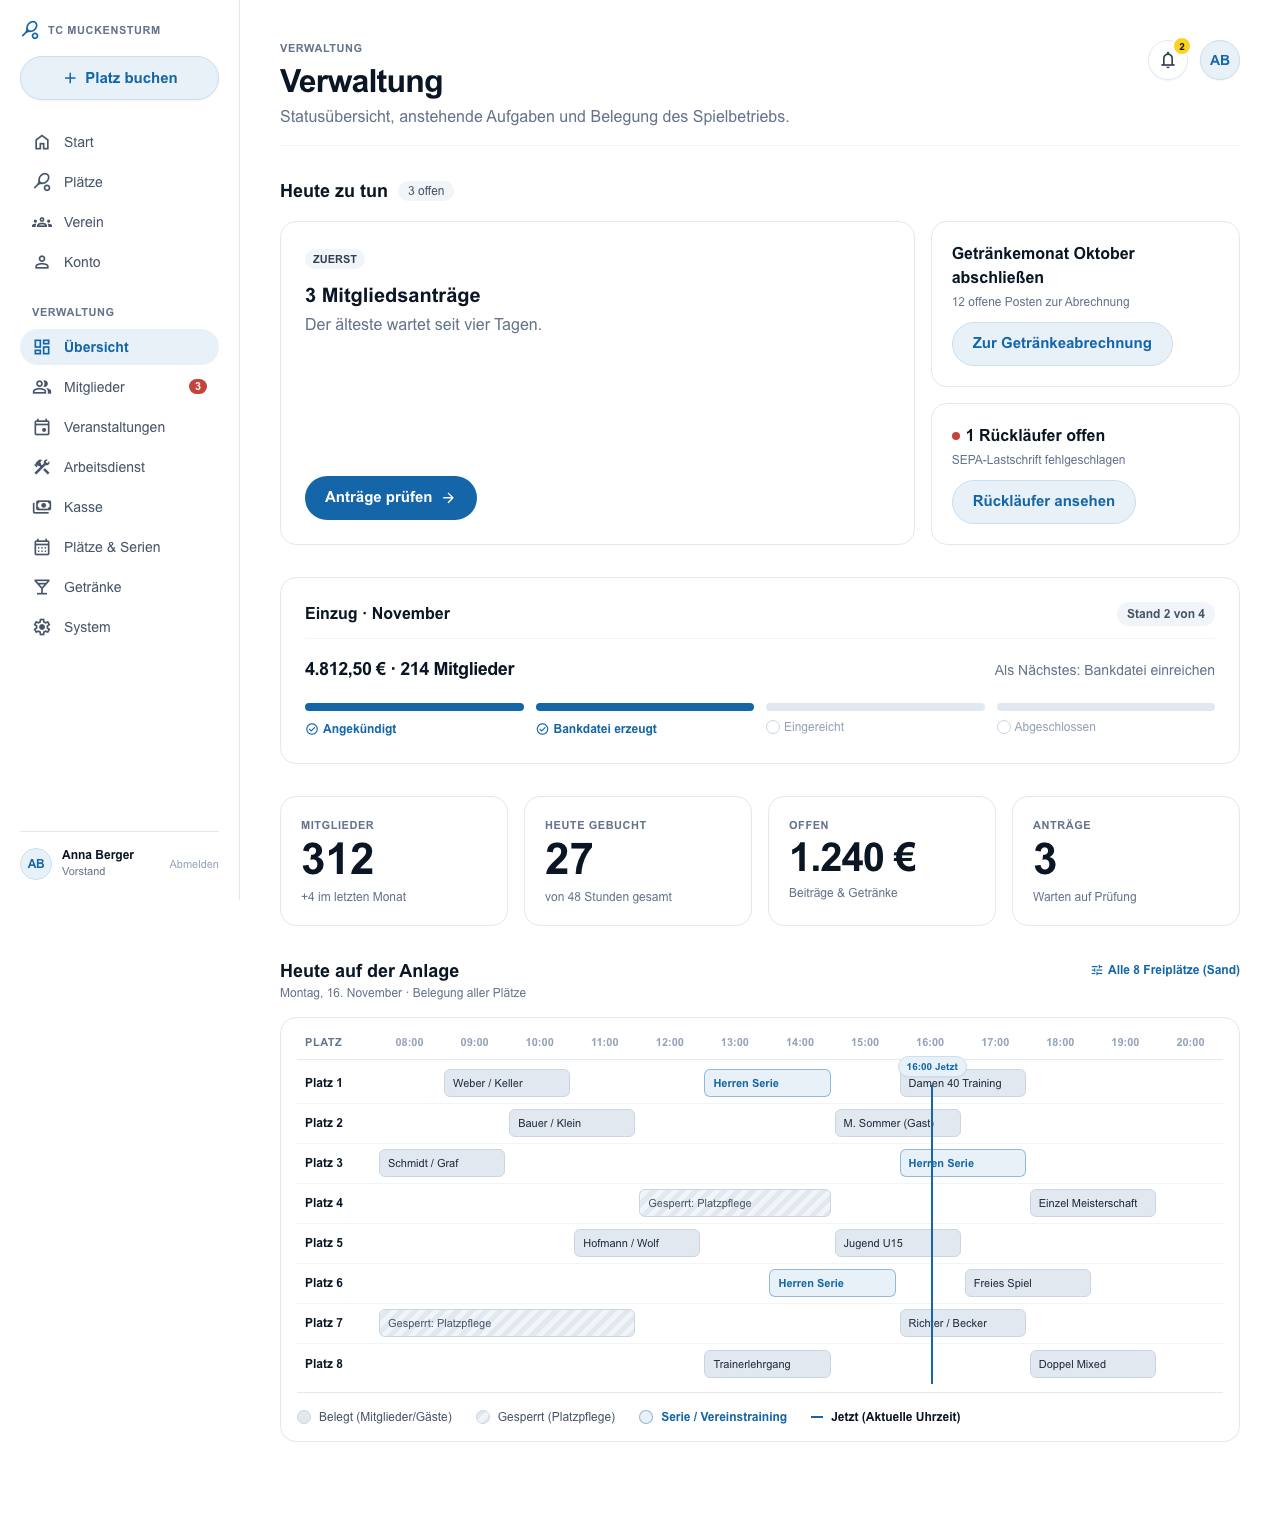 TC MUCKENSTURM
Platz buchen
Start
Plätze
Verein
Konto
VERWALTUNG
Übersicht
Mitglieder 3
Veranstaltungen
Arbeitsdienst
Kasse
Plätze & Serien
Getränke
System
AB
Anna Berger
Vorstand
Abmelden
VERWALTUNG
Verwaltung
Statusübersicht, anstehende Aufgaben und Belegung des Spielbetriebs.
2
AB
Heute zu tun 3 offen
ZUERST
3 Mitgliedsanträge
Der älteste wartet seit vier Tagen.
Anträge prüfen
Getränkemonat Oktober
abschließen
12 offene Posten zur Abrechnung
Zur Getränkeabrechnung
1 Rückläufer offen
SEPA-Lastschrift fehlgeschlagen
Rückläufer ansehen
Einzug · November Stand 2 von 4
4.812,50 € · 214 Mitglieder Als Nächstes: Bankdatei einreichen
Angekündigt Bankdatei erzeugt Eingereicht Abgeschlossen
MITGLIEDER
312
+4 im letzten Monat
HEUTE GEBUCHT
27
von 48 Stunden gesamt
OFFEN
1.240 €
Beiträge & Getränke
ANTRÄGE
3
Warten auf Prüfung
Heute auf der Anlage Alle 8 Freiplätze (Sand)
Montag, 16. November · Belegung aller Plätze
PLATZ 08:00 09:00 10:00 11:00 12:00 13:00 14:00 15:00 16:00 17:00 18:00 19:00 20:00
16:00 Jetzt
Platz 1 Weber / Keller Herren Serie Damen 40 Training
Platz 2 Bauer / Klein M. Sommer (Gast)
Platz 3 Schmidt / Graf Herren Serie
Platz 4 Gesperrt: Platzpflege Einzel Meisterschaft
Platz 5 Hofmann / Wolf Jugend U15
Platz 6 Herren Serie Freies Spiel
Platz 7 Gesperrt: Platzpflege Richter / Becker
Platz 8 Trainerlehrgang Doppel Mixed
Belegt (Mitglieder/Gäste) Gesperrt (Platzpflege) Serie / Vereinstraining Jetzt (Aktuelle Uhrzeit)